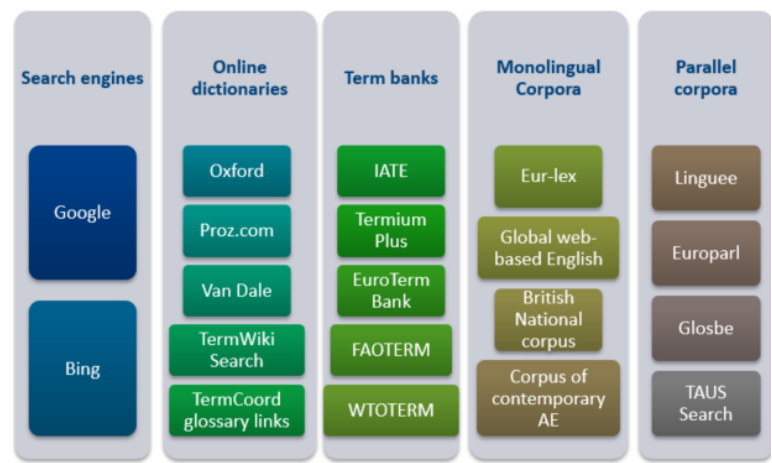 Search engines
Google
Bing
Online
dictionaries
Oxford
Proz.com
Van Dale
TermWiki
Search
TermCoord
glossary links
Term banks
IATE
Termium
Plus
EuroTerm
Bank
FAOTERM
WTOTERM
Monolingual
Corpora
Eur-lex
Global web-
based English
British
National
corpus
Corpus of
contemporary
AE
Parallel
corpora
Linguee
Europarl
Glosbe
TAUS
Search